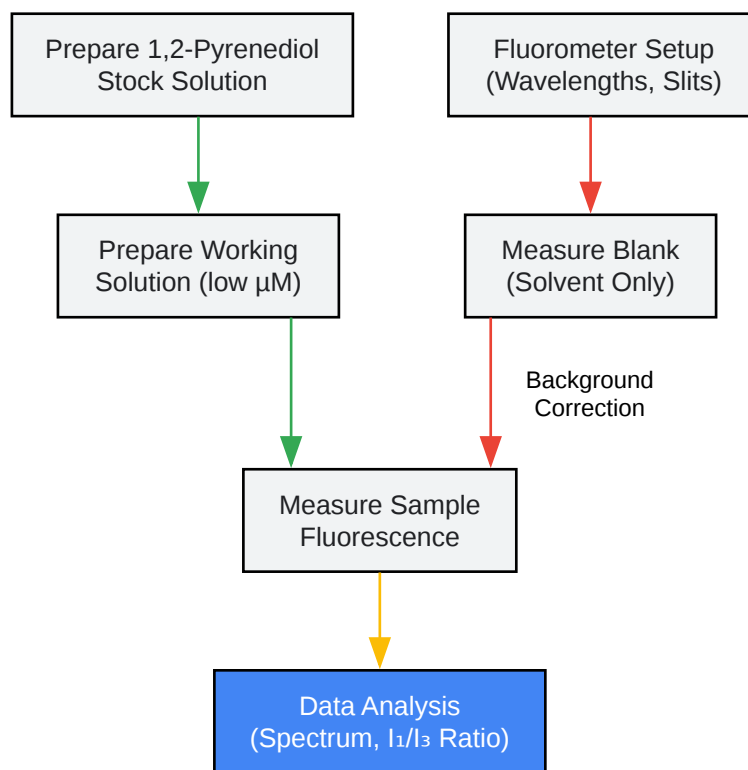 Prepare 1,2-Pyrenediol
Stock Solution
Fluorometer Setup
(Wavelengths, Slits)
Prepare Working
Solution (low µM)
Measure Blank
(Solvent Only)
Background
Correction
Measure Sample
Fluorescence
Data Analysis
(Spectrum, I₁/I₃ Ratio)